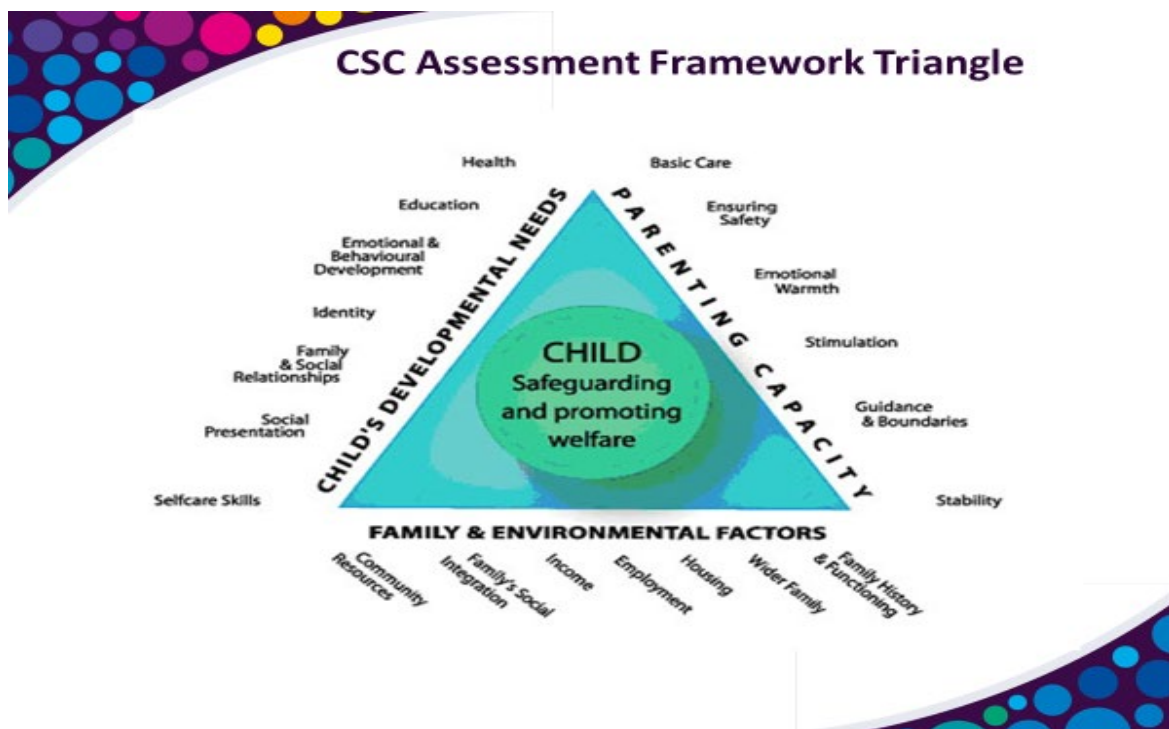 CSC Assessment Framework Triangle
Health
Education
Emotional &
Behavioural
Development
Identity
Family
& Social
Relationships
Social
Presentation
Selfcare Skills
CHILD'S DEVELOPMENTAL NEEDS
Basic Care
Ensuring
Safety
Emotional
Warmth
Stimulation
Guidance
& Boundaries
Stability
PARENTING CAPACITY
CHILD
Safeguarding
and promoting
welfare
FAMILY & ENVIRONMENTAL FACTORS
Community
Resources
Family's Social
Integration
Income
Employment
Housing
Wider Family
Family History
& Functioning